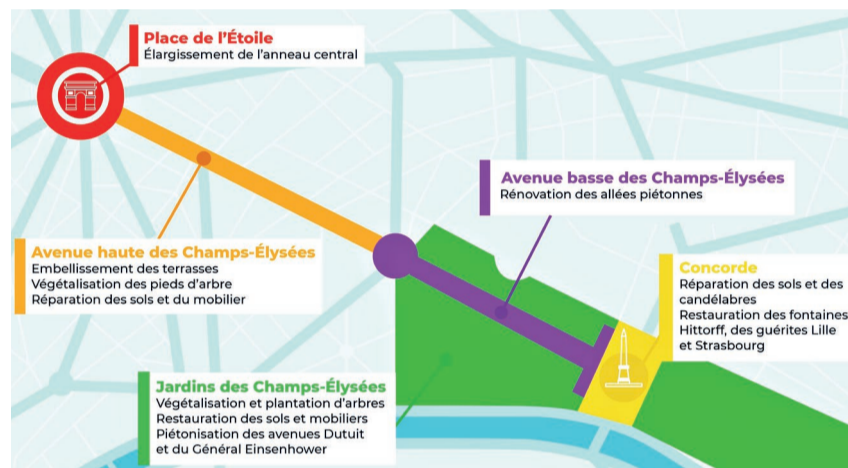 Place de l'Étoile
Élargissement de l'anneau central
Avenue basse des Champs-Élysées
Rénovation des allées piétonnes
Avenue haute des Champs-Élysées
Embellissement des terrasses
Végétalisation des pieds d'arbre
Réparation des sols et du mobilier
Concorde
Réparation des sols et des
candélabres
Restauration des fontaines
Hittorff, des guérites Lille
et Strasbourg
Jardins des Champs-Élysées
Végétalisation et plantation d'arbres
Restauration des sols et mobiliers
Piétonisation des avenues Dutuit
et du Général Einsenhower